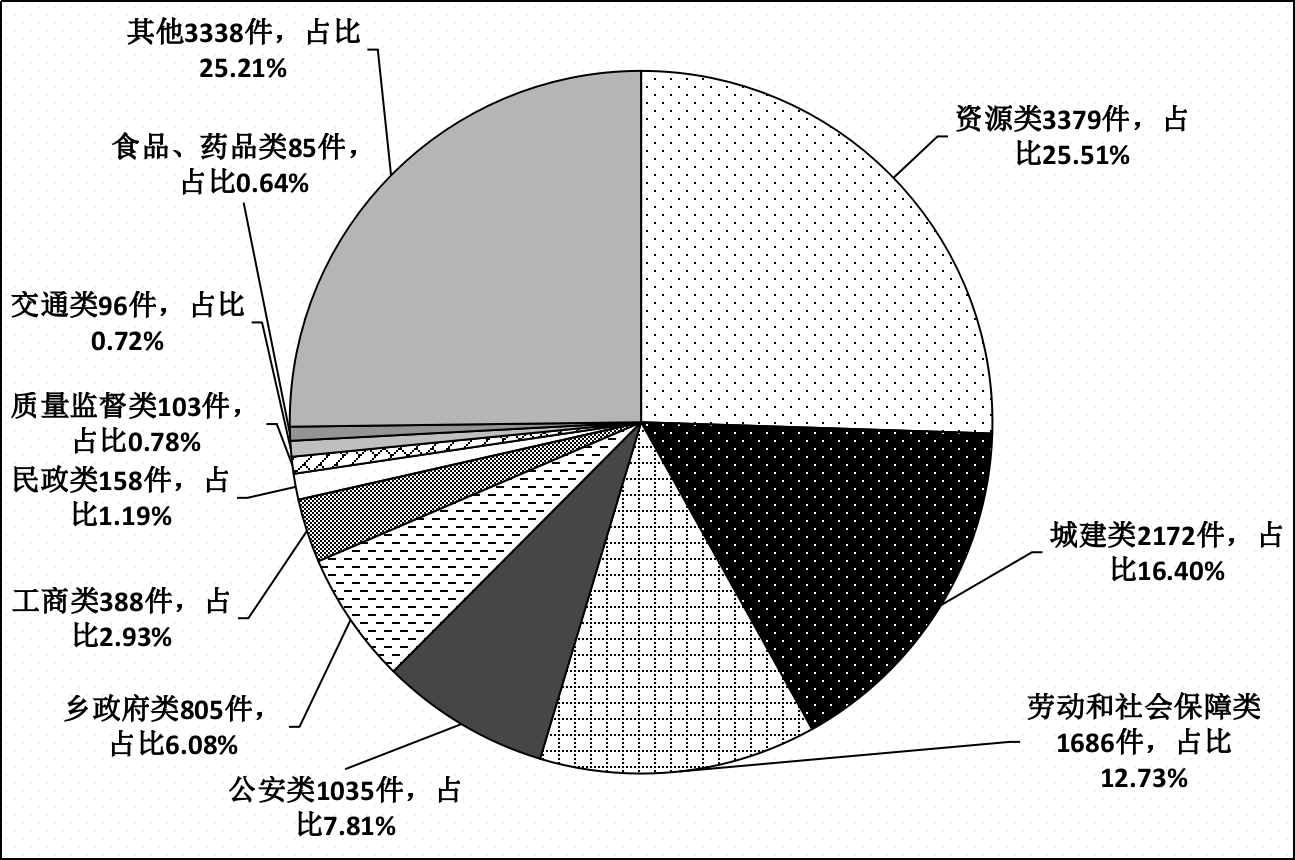 其他3338件，占比
25.21%
食品、药品类85件，
占比0.64%
交通类96件，占比
0.72%
质量监督类103件，
占比0.78%
民政类158件，占
比1.19%
工商类388件，占
比2.93%
乡政府类805件，
占比6.08%
公安类1035件，占
比7.81%
资源类3379件，占
比25.51%
城建类2172件，占
比16.40%
劳动和社会保障类
1686件，占比
12.73%